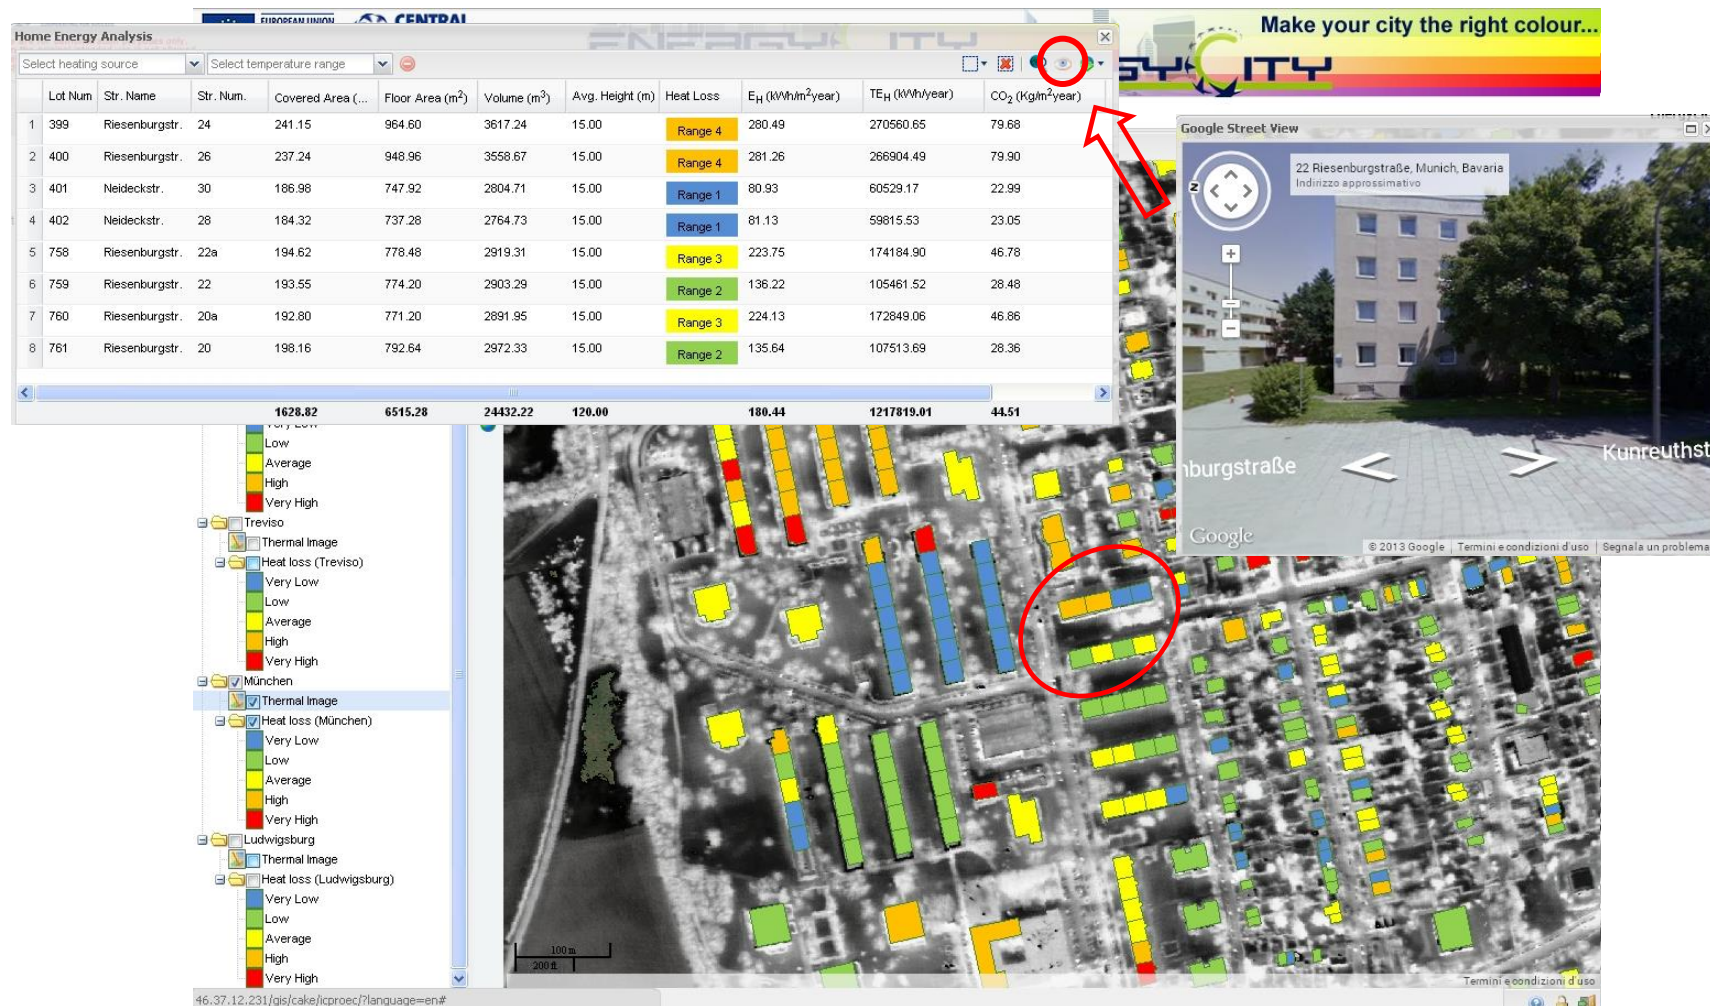 EUROPEAN UNION
CENTRAL
Make your city the right colour...
Home Energy Analysis
ENERGY CITY
GY CITY
Select heating source
Select temperature range
Lot Num Str. Name Str. Num. Covered Area (... Floor Area (m²) Volume (m³) Avg. Height (m) Heat Loss E_H (kWh/m²year) TE_H (kWh/year) CO₂ (Kg/m²year)
1 399 Riesenburgstr. 24 241.15 964.60 3617.24 15.00 Range 4 280.49 270560.65 79.68
2 400 Riesenburgstr. 26 237.24 948.96 3558.67 15.00 Range 4 281.26 266904.49 79.90
3 401 Neideckstr. 30 186.98 747.92 2804.71 15.00 Range 1 80.93 60529.17 22.99
4 402 Neideckstr. 28 184.32 737.28 2764.73 15.00 Range 1 81.13 59815.53 23.05
5 758 Riesenburgstr. 22a 194.62 778.48 2919.31 15.00 Range 3 223.75 174184.90 46.78
6 759 Riesenburgstr. 22 193.55 774.20 2903.29 15.00 Range 2 136.22 105461.52 28.48
7 760 Riesenburgstr. 20a 192.80 771.20 2891.95 15.00 Range 3 224.13 172849.06 46.86
8 761 Riesenburgstr. 20 198.16 792.64 2972.33 15.00 Range 2 135.64 107513.69 28.36
1628.82 6515.28 24432.22 120.00 180.44 1217819.01 44.51
Google Street View
22 Riesenburgstraße, Munich, Bavaria
Indirizzo approssimativo
N
nburgstraße
Kunreuthst
Google
© 2013 Google Termini e condizioni d'uso Segnala un problema
Very Low
Low
Average
High
Very High
Treviso
Thermal Image
Heat loss (Treviso)
Very Low
Low
Average
High
Very High
München
Thermal Image
Heat loss (München)
Very Low
Low
Average
High
Very High
Ludwigsburg
Thermal Image
Heat loss (Ludwigsburg)
Very Low
Low
Average
High
Very High
100 m
200 ft
Termini e condizioni d'uso
46.37.12.231/gis/cake/icproec/?language=en#